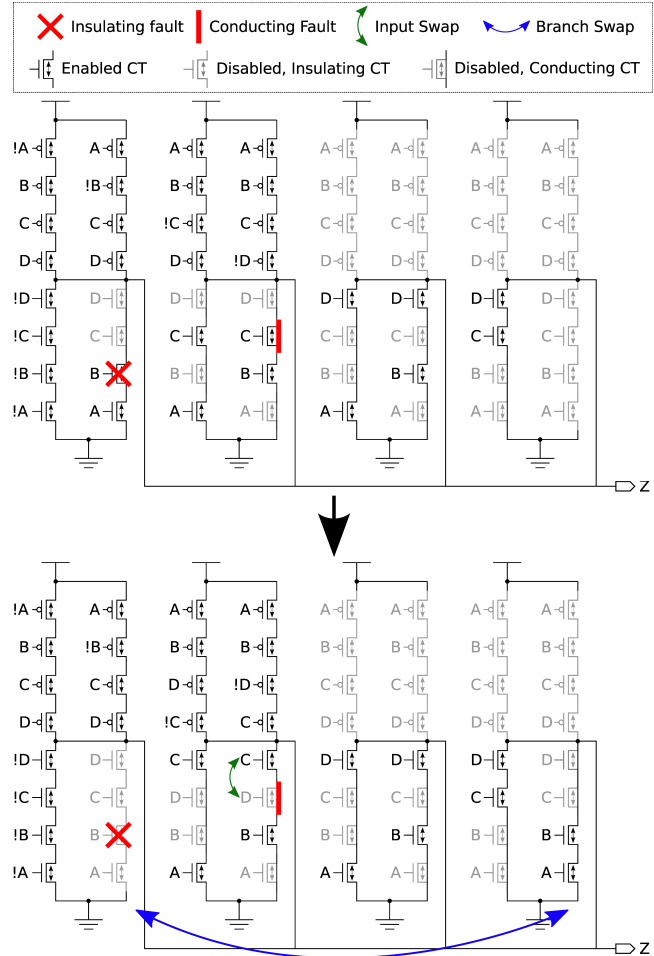 Insulating fault Conducting Fault Input Swap Branch Swap
Enabled CT Disabled, Insulating CT Disabled, Conducting CT
!A A A A A A A A
B !B B B B B B B
C C !C C C C C C
D D D !D D D D D
!D D D D D D D D
!C C C C C C C C
!B B B B B B B B
!A A A A A A A A
Z
!A A A A A A A A
B !B B B B B B B
C C D !D C C C C
D D !C C D D D D
!D D C C D D D D
!C C D D C C C C
!B B B B B B B B
!A A A A A A A A
Z